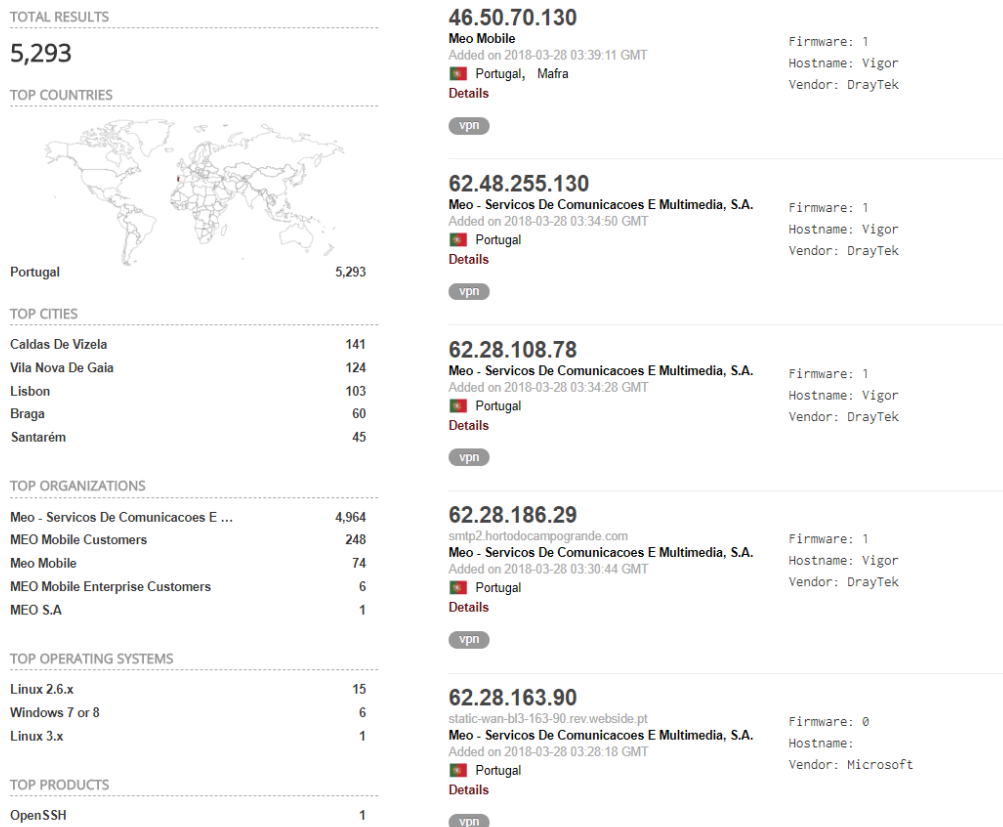 TOTAL RESULTS
5,293
TOP COUNTRIES
Portugal 5,293
TOP CITIES
Caldas De Vizela 141
Vila Nova De Gaia 124
Lisbon 103
Braga 60
Santarém 45
TOP ORGANIZATIONS
Meo - Servicos De Comunicacoes E ... 4,964
MEO Mobile Customers 248
Meo Mobile 74
MEO Mobile Enterprise Customers 6
MEO S.A 1
TOP OPERATING SYSTEMS
Linux 2.6.x 15
Windows 7 or 8 6
Linux 3.x 1
TOP PRODUCTS
OpenSSH 1
46.50.70.130
Meo Mobile
Added on 2018-03-28 03:39:11 GMT
Portugal, Mafra
Details
vpn
Firmware: 1
Hostname: Vigor
Vendor: DrayTek
62.48.255.130
Meo - Servicos De Comunicacoes E Multimedia, S.A.
Added on 2018-03-28 03:34:50 GMT
Portugal
Details
vpn
Firmware: 1
Hostname: Vigor
Vendor: DrayTek
62.28.108.78
Meo - Servicos De Comunicacoes E Multimedia, S.A.
Added on 2018-03-28 03:34:28 GMT
Portugal
Details
vpn
Firmware: 1
Hostname: Vigor
Vendor: DrayTek
62.28.186.29
smtp2.hortodocampogrande.com
Meo - Servicos De Comunicacoes E Multimedia, S.A.
Added on 2018-03-28 03:30:44 GMT
Portugal
Details
vpn
Firmware: 1
Hostname: Vigor
Vendor: DrayTek
62.28.163.90
static-wan-bl3-163-90.rev.webside.pt
Meo - Servicos De Comunicacoes E Multimedia, S.A.
Added on 2018-03-28 03:28:18 GMT
Portugal
Details
vpn
Firmware: 0
Hostname:
Vendor: Microsoft